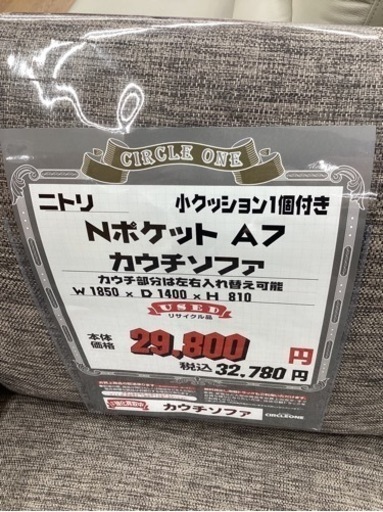 CIRCLE ONE
ニトリ 小クッション1個付き
Nポケット A7
カウチソファ
カウチ部分は左右入れ替え可能
W 1850 × D 1400 × H 810
USED
リサイクル品
本体価格 29,800 円
税込 32,780 円
カウチソファ
CIRCLEONE